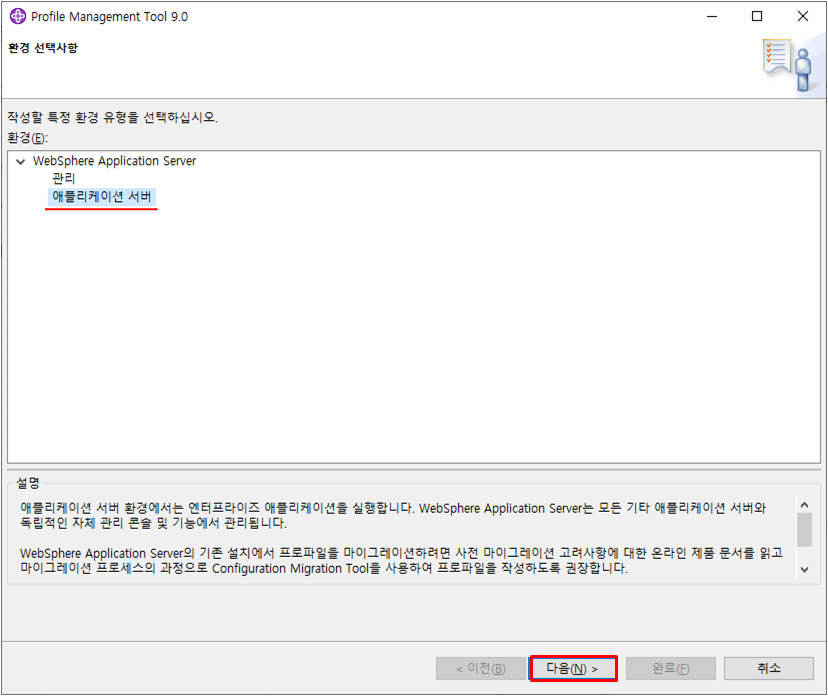 Profile Management Tool 9.0
환경 선택사항
작성할 특정 환경 유형을 선택하십시오.
환경(E):
WebSphere Application Server
관리
애플리케이션 서버
설명
애플리케이션 서버 환경에서는 엔터프라이즈 애플리케이션을 실행합니다. WebSphere Application Server는 모든 기타 애플리케이션 서버와
독립적인 자체 관리 콘솔 및 기능에서 관리됩니다.
WebSphere Application Server의 기존 설치에서 프로파일을 마이그레이션하려면 사전 마이그레이션 고려사항에 대한 온라인 제품 문서를 읽고
마이그레이션 프로세스의 과정으로 Configuration Migration Tool을 사용하여 프로파일을 작성하도록 권장합니다.
< 이전(B) 다음(N) > 완료(F) 취소